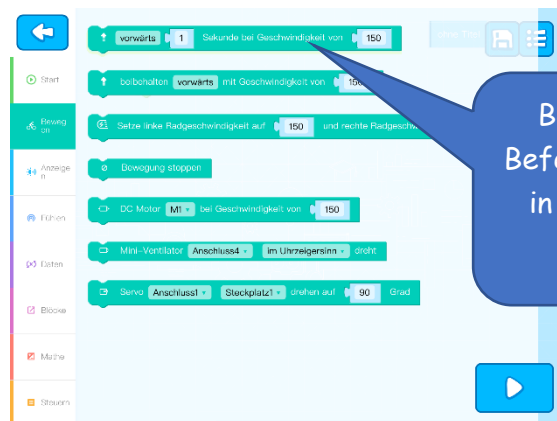 vorwärts 1 Sekunde bei Geschwindigkeit von 150
Start
beibehalten vorwärts mit Geschwindigkeit von
Beweg
en
Setze linke Radgeschwindigkeit auf 150 und rechte
Anzeige
n
Bewegung stoppen
Fühlen
DC Motor M1 bei Geschwindigkeit von 150
Daten
Mini-Ventilator Anschluss4 im Uhrzeigersinn dreht
Servo Anschluss1 Steckplatz1 drehen auf 90 Grad
Blöcke
Mathe
Steuern
B
Befe
in